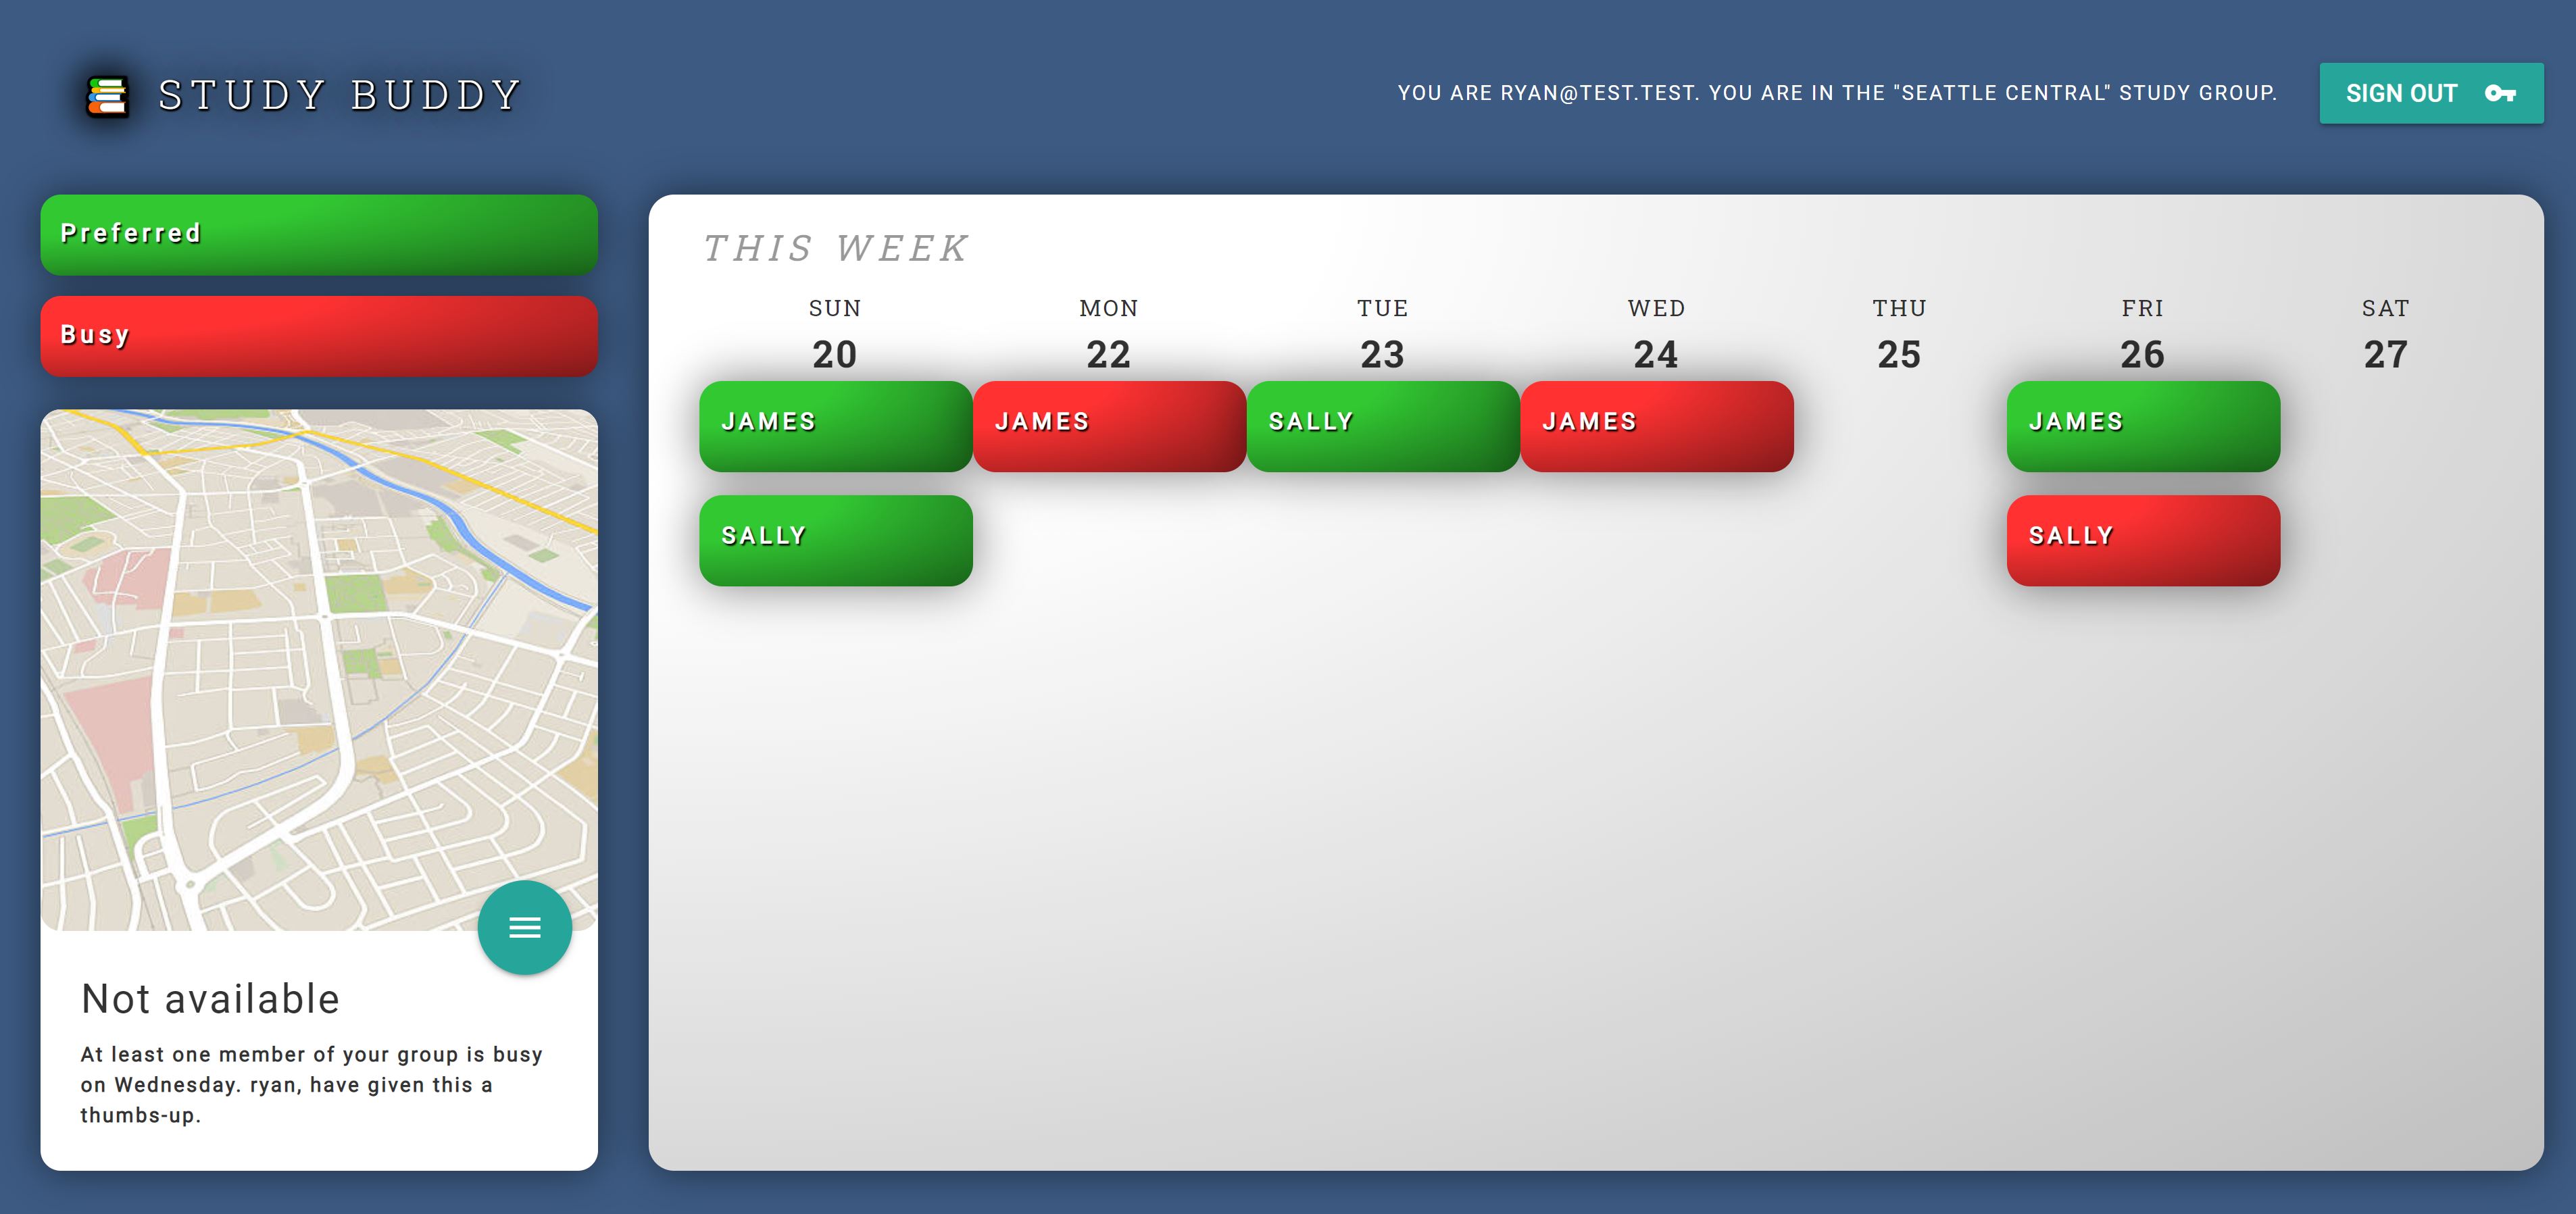 STUDY BUDDY
YOU ARE RYAN@TEST.TEST. YOU ARE IN THE "SEATTLE CENTRAL" STUDY GROUP.
SIGN OUT
Preferred
Busy
Not available
At least one member of your group is busy
on Wednesday. ryan, have given this a
thumbs-up.
THIS WEEK
SUN MON TUE WED THU FRI SAT
20 22 23 24 25 26 27
JAMES JAMES SALLY JAMES JAMES
SALLY SALLY